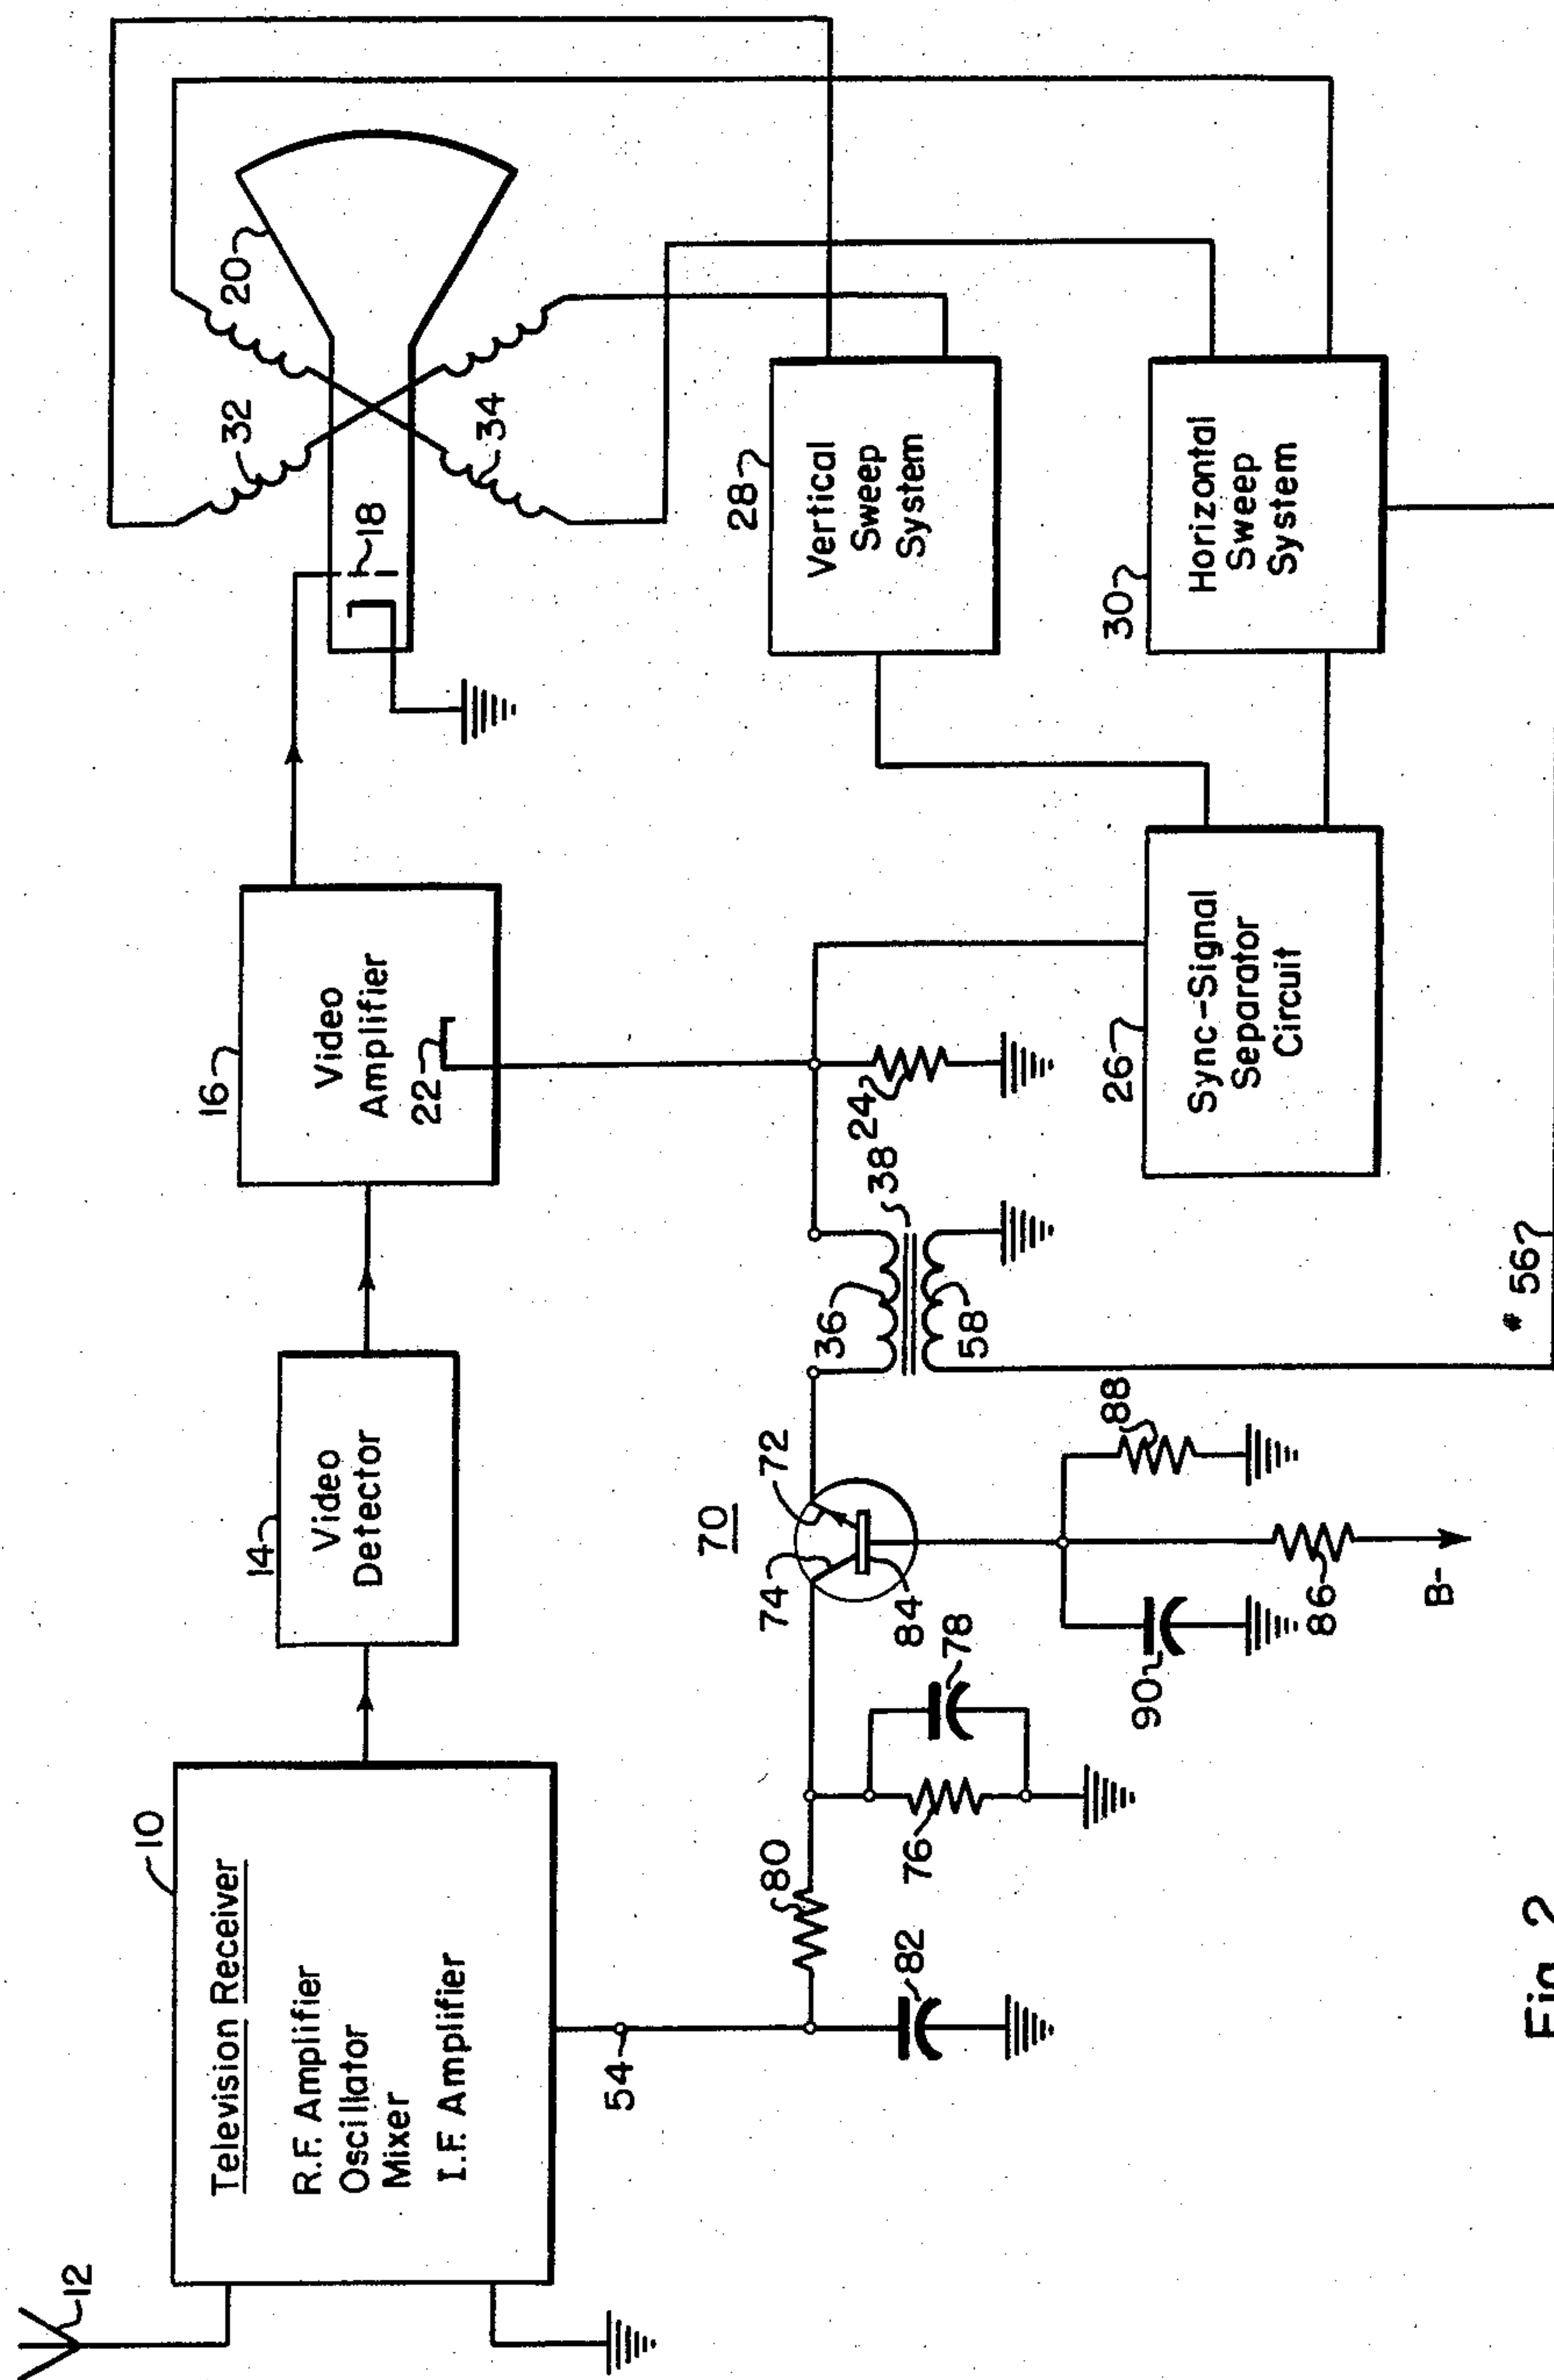 12
10
Television Receiver
R.F. Amplifier
Oscillator
Mixer
I.F. Amplifier
14
Video
Detector
16
Video
Amplifier
22
18
20
32
34
28
Vertical
Sweep
System
30
Horizontal
Sweep
System
26
Sync-Signal
Separator
Circuit
24
38
36
58
56
70
72
74
84
88
86
90
B-
78
76
80
82
54
Fig. 2